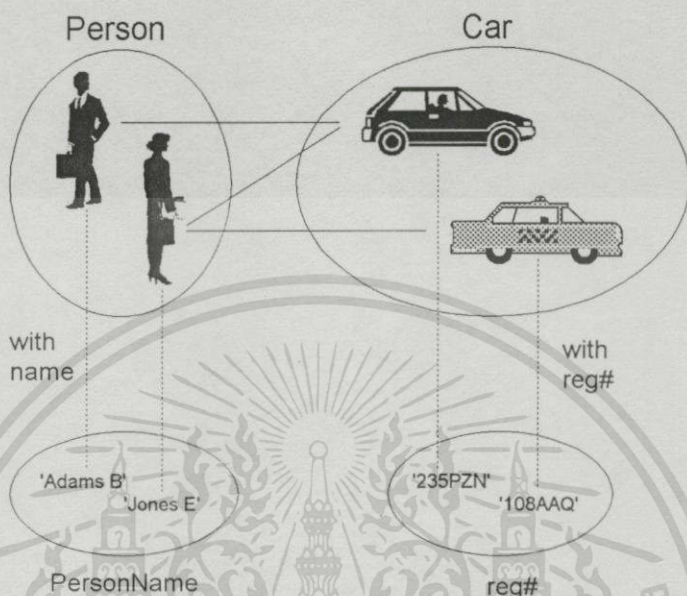 Person
Car
with
name
with
reg#
'Adams B'
'Jones E'
'235PZN'
'108AAQ'
PersonName
reg#